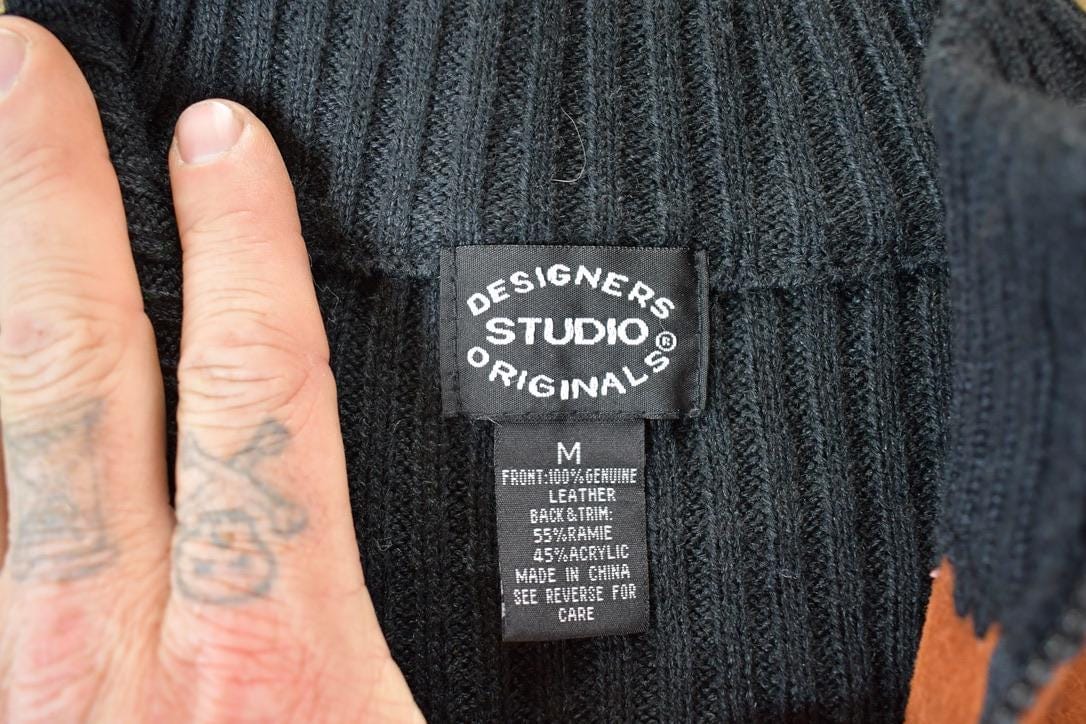 DESIGNERS
STUDIO®
ORIGINALS
M
FRONT:100%GENUINE
LEATHER
BACK&TRIM:
55%RAMIE
45%ACRYLIC
MADE IN CHINA
SEE REVERSE FOR
CARE